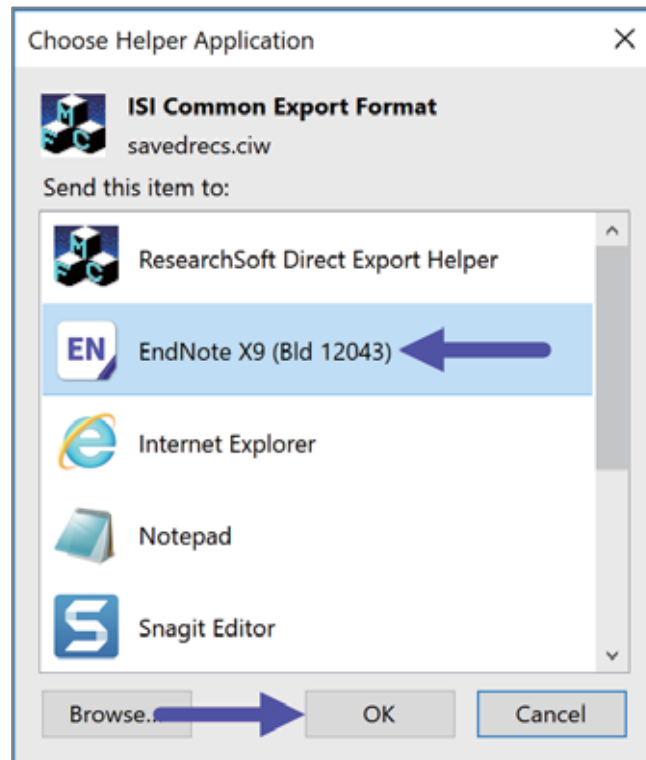 Choose Helper Application
ISI Common Export Format
savedrecs.ciw
Send this item to:
MFC
ResearchSoft Direct Export Helper
EN
EndNote X9 (Bld 12043)
Internet Explorer
Notepad
Snagit Editor
Browse...
OK
Cancel